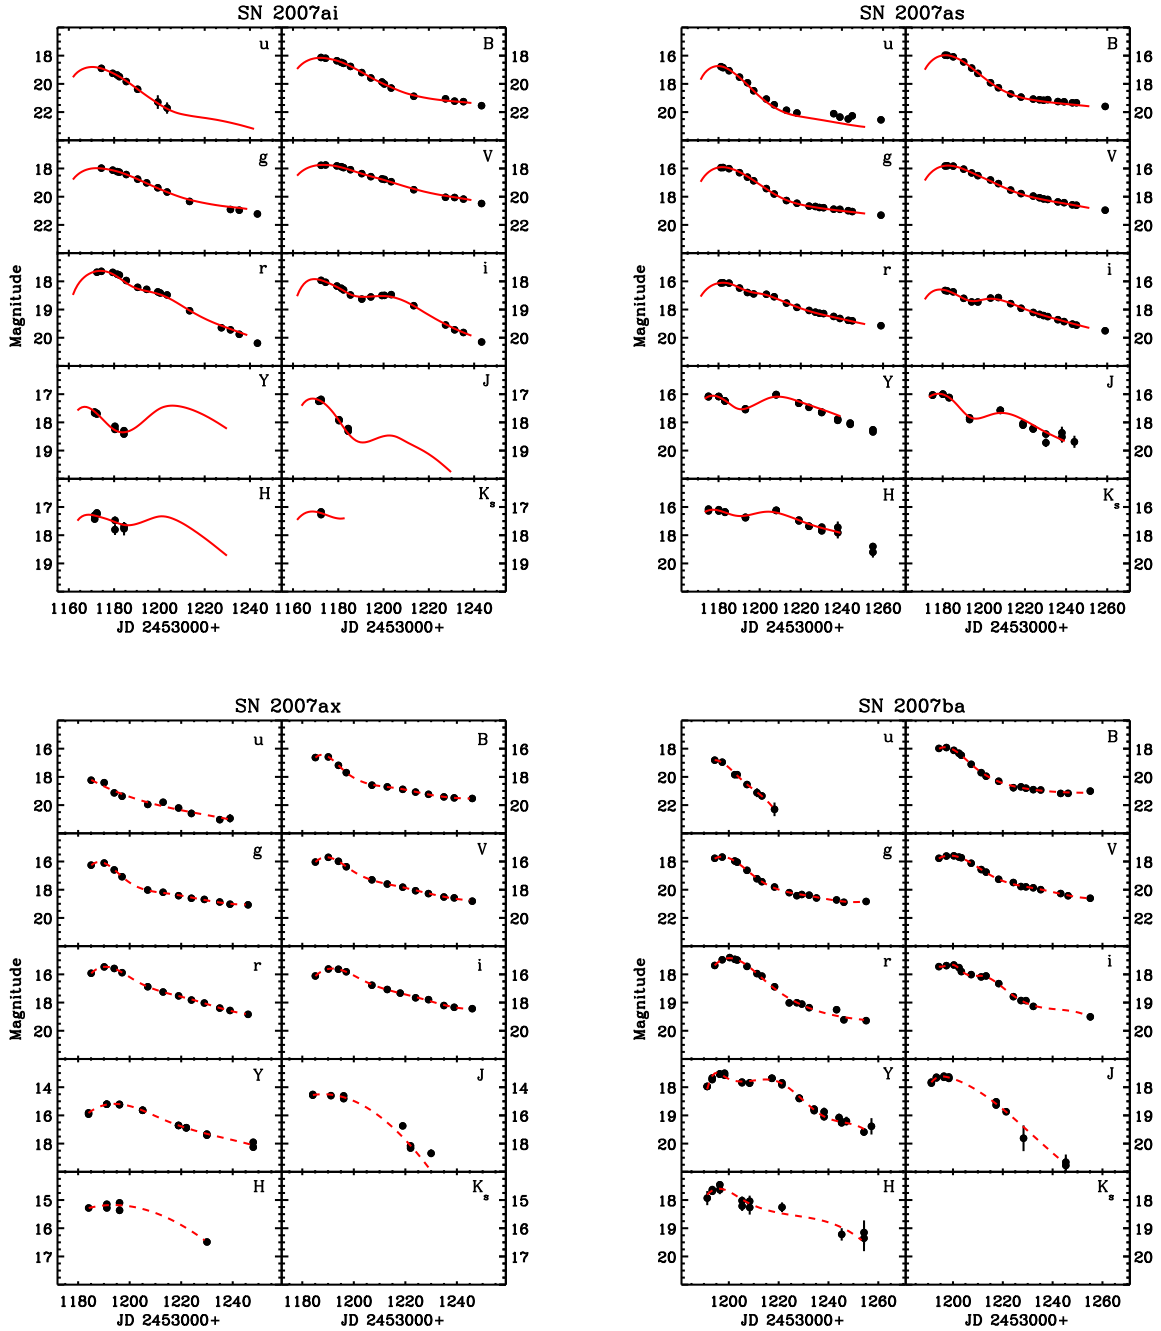 SN 2007ai
SN 2007as
u
B
u
B
18 18 16 16
20 20 18 18
22 22 20 20
g
V
g
V
18 18 16 16
20 20 18 18
22 22 20 20
r
i
r
i
18 18 16 16
19 19 18 18
20 20 20 20
Magnitude
Magnitude
Y
J
Y
J
17 17 16 16
18 18 18 18
19 19 20 20
H
Ks
H
Ks
17 17 16 16
18 18 18 18
19 19 20 20
1160 1180 1200 1220 1240 1160 1180 1200 1220 1240
1180 1200 1220 1240 1260 1180 1200 1220 1240 1260
JD 2453000+ JD 2453000+
JD 2453000+ JD 2453000+
SN 2007ax
SN 2007ba
u
B
u
B
16 16 18 18
18 18 20 20
20 20 22 22
g
V
g
V
16 16 18 18
18 18 20 20
20 20 22 22
r
i
r
i
16 16 18 18
18 18 19 19
20 20 20 20
Magnitude
Magnitude
Y
J
Y
J
14 14 18 18
16 16 19 19
18 18 20 20
H
Ks
H
Ks
15 15 18 18
16 16 19 19
17 17 20 20
1180 1200 1220 1240 1180 1200 1220 1240
1200 1220 1240 1260 1200 1220 1240 1260
JD 2453000+ JD 2453000+
JD 2453000+ JD 2453000+